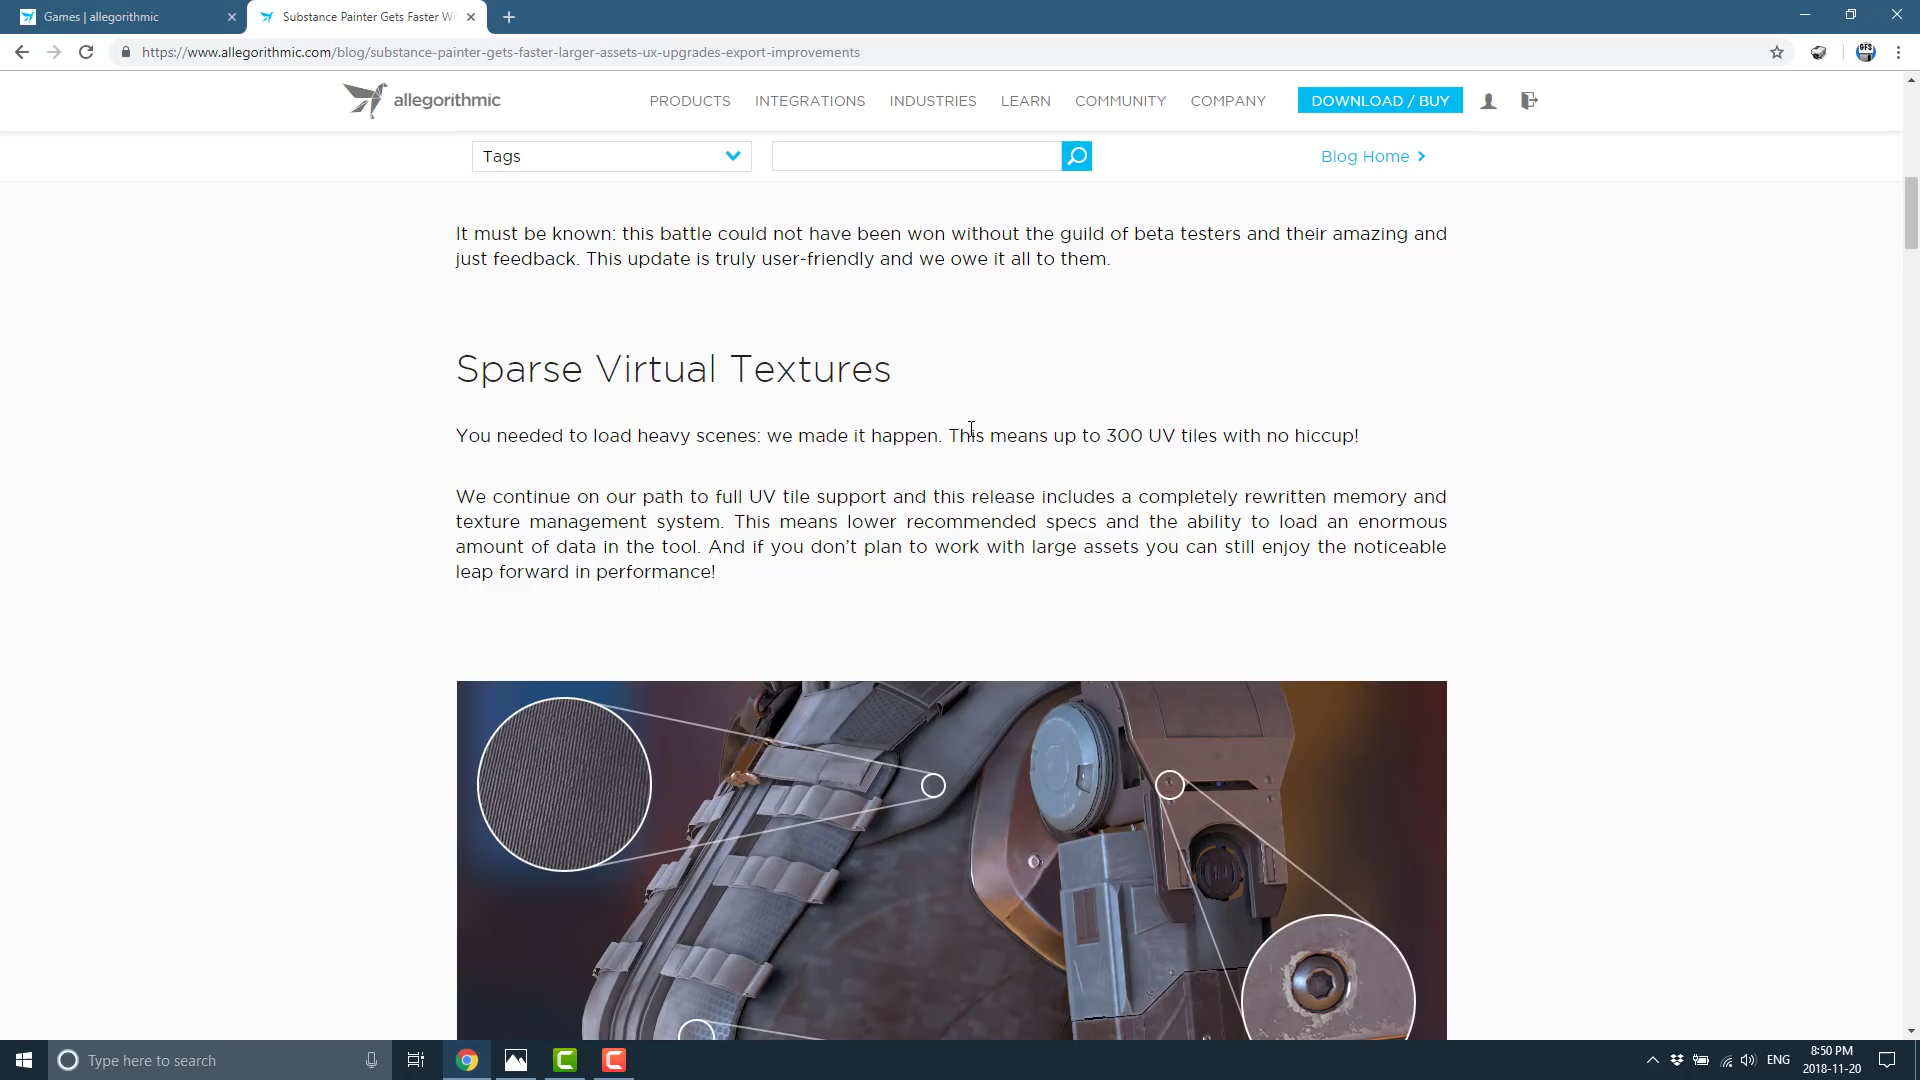 Games | allegorithmic
Substance Painter Gets Faster Wi
https://www.allegorithmic.com/blog/substance-painter-gets-faster-larger-assets-ux-upgrades-export-improvements
GFS
allegorithmic
PRODUCTS INTEGRATIONS INDUSTRIES LEARN COMMUNITY COMPANY DOWNLOAD / BUY
Tags
Blog Home
It must be known: this battle could not have been won without the guild of beta testers and their amazing and
just feedback. This update is truly user-friendly and we owe it all to them.
Sparse Virtual Textures
You needed to load heavy scenes: we made it happen. This means up to 300 UV tiles with no hiccup!
We continue on our path to full UV tile support and this release includes a completely rewritten memory and
texture management system. This means lower recommended specs and the ability to load an enormous
amount of data in the tool. And if you don’t plan to work with large assets you can still enjoy the noticeable
leap forward in performance!
Type here to search
ENG
8:50 PM
2018-11-20